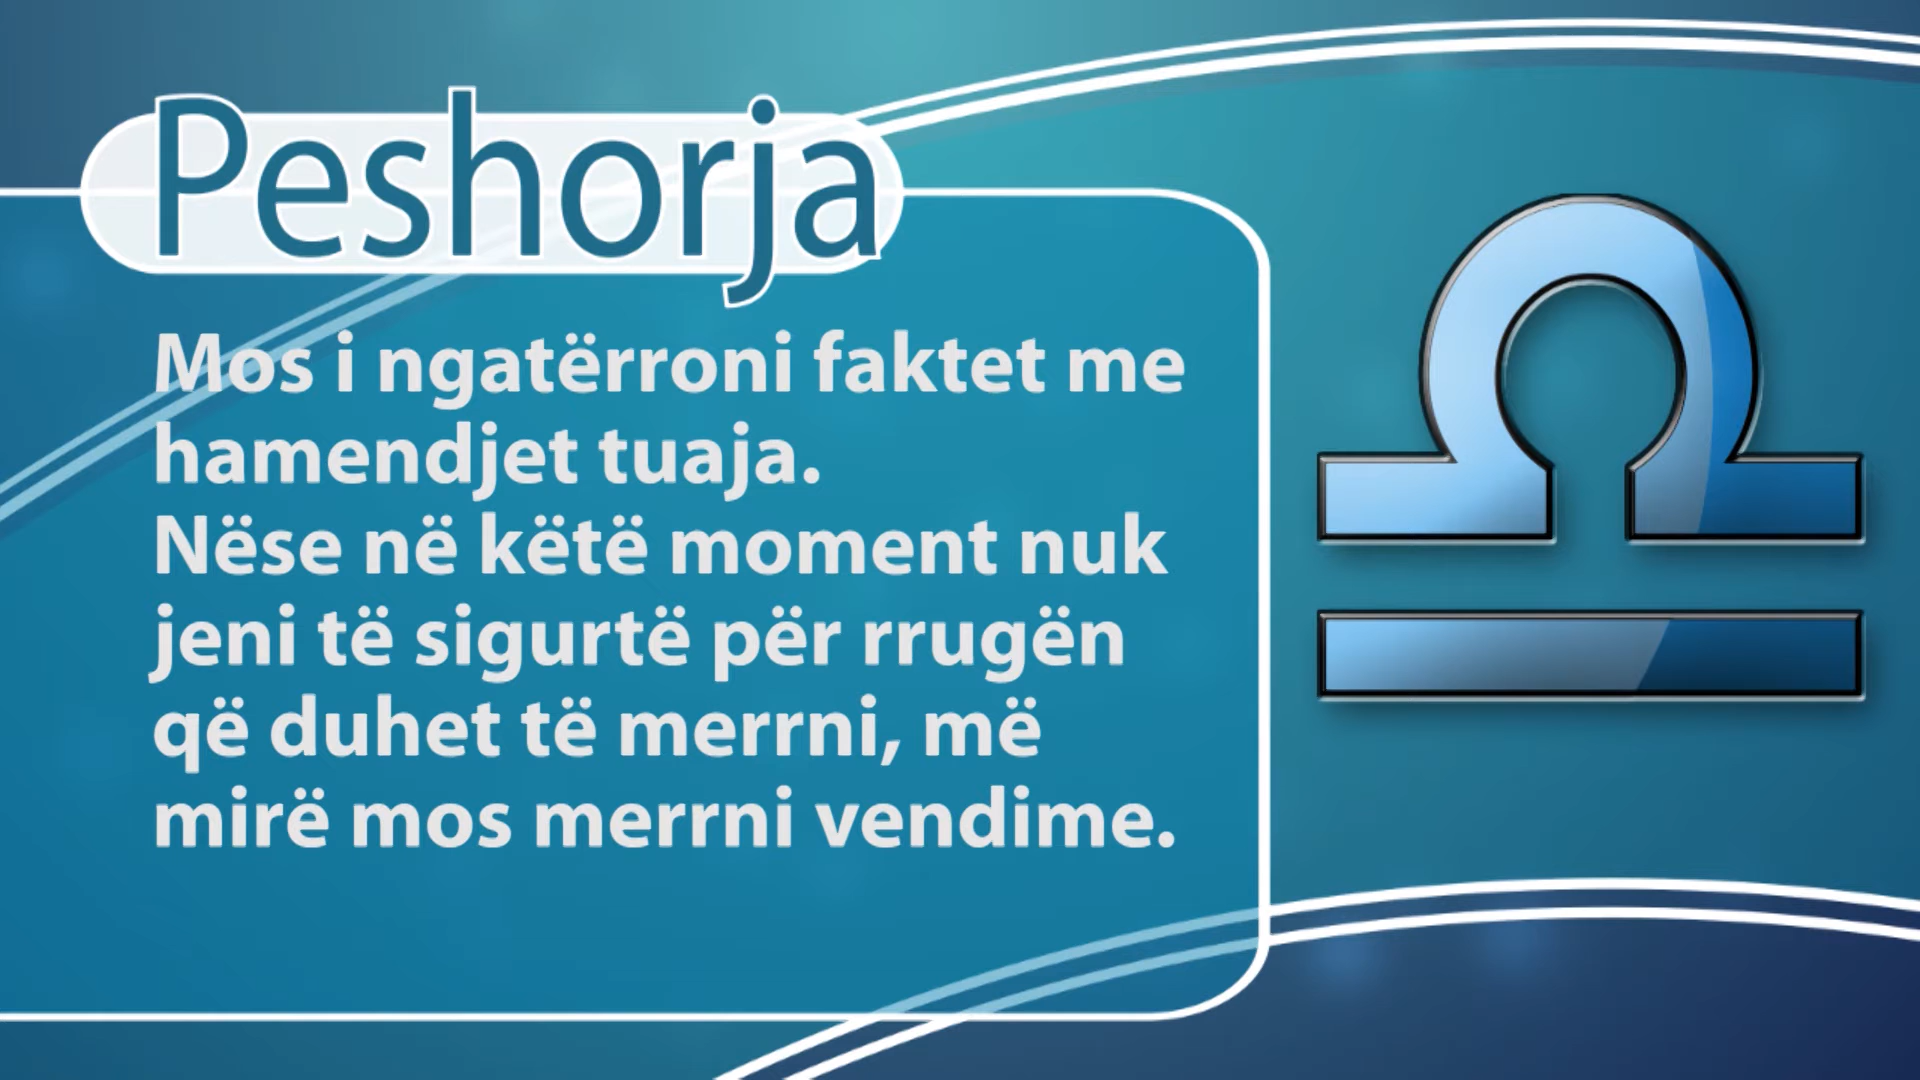 Peshorja
Mos i ngatërroni faktet me
hamendjet tuaja.
Nëse në këtë moment nuk
jeni të sigurtë për rrugën
që duhet të merrni, më
mirë mos merrni vendime.